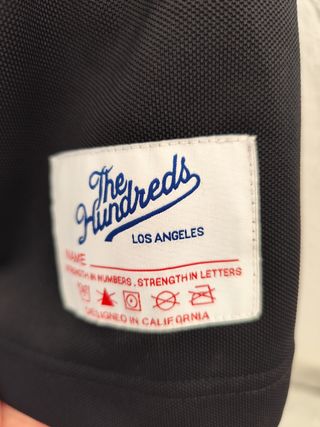 The
Hundreds
LOS ANGELES
NAME
STRENGTH IN NUMBERS . STRENGTH IN LETTERS
DESIGNED IN CALIFORNIA